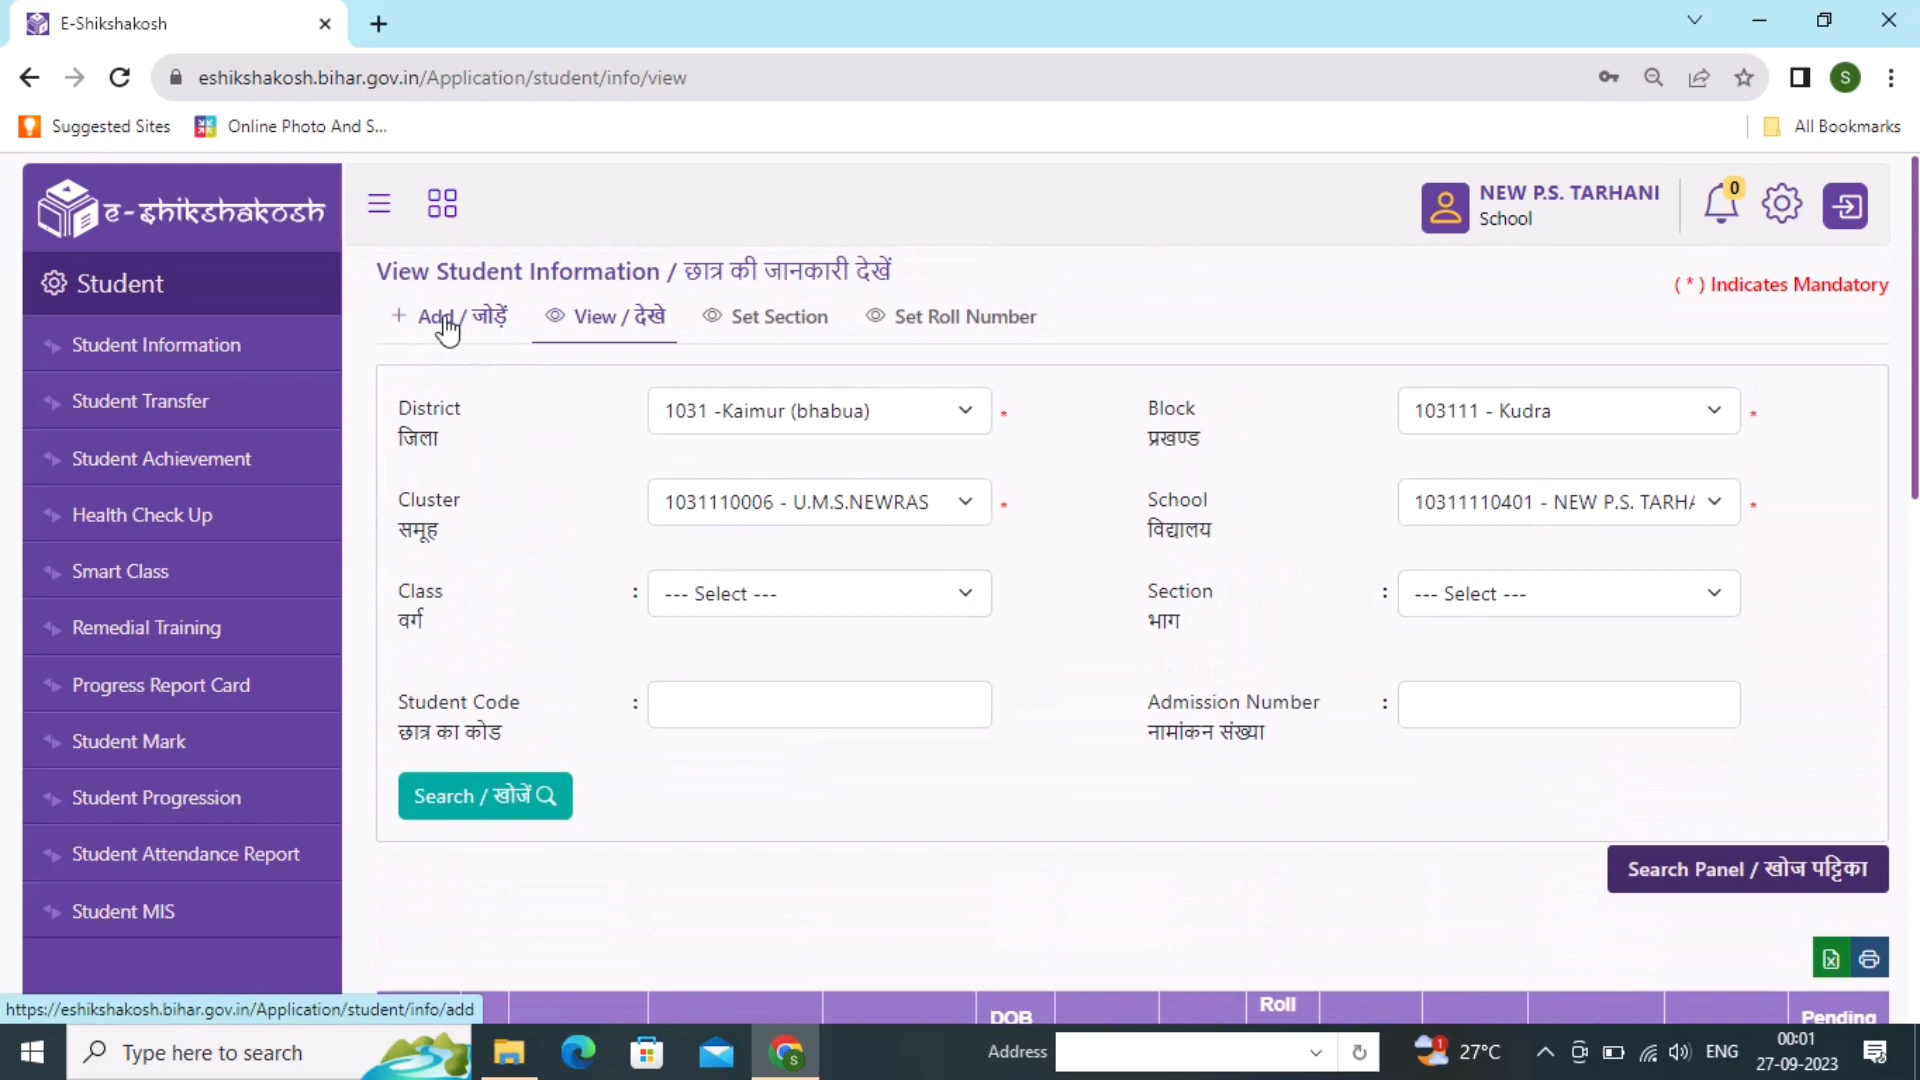 E-Shikshakosh
eshikshakosh.bihar.gov.in/Application/student/info/view
S
Suggested Sites
Online Photo And S...
All Bookmarks
e-shikshakosh
NEW P.S. TARHANI
School
0
Student
Student Information
Student Transfer
Student Achievement
Health Check Up
Smart Class
Remedial Training
Progress Report Card
Student Mark
Student Progression
Student Attendance Report
Student MIS
View Student Information / छात्र की जानकारी देखें
( * ) Indicates Mandatory
+ Add / जोड़ें View / देखे Set Section Set Roll Number
District 1031 -Kaimur (bhabua) * Block 103111 - Kudra *
जिला प्रखण्ड
Cluster 1031110006 - U.M.S.NEWRAS * School 10311110401 - NEW P.S. TARHA *
समूह विद्यालय
Class : --- Select --- Section : --- Select ---
वर्ग भाग
Student Code : Admission Number :
छात्र का कोड नामांकन संख्या
Search / खोजें
Search Panel / खोज पट्टिका
DOB Roll Pending
https://eshikshakosh.bihar.gov.in/Application/student/info/add
Type here to search
S
Address
1
27°C
ENG
00:01
27-09-2023